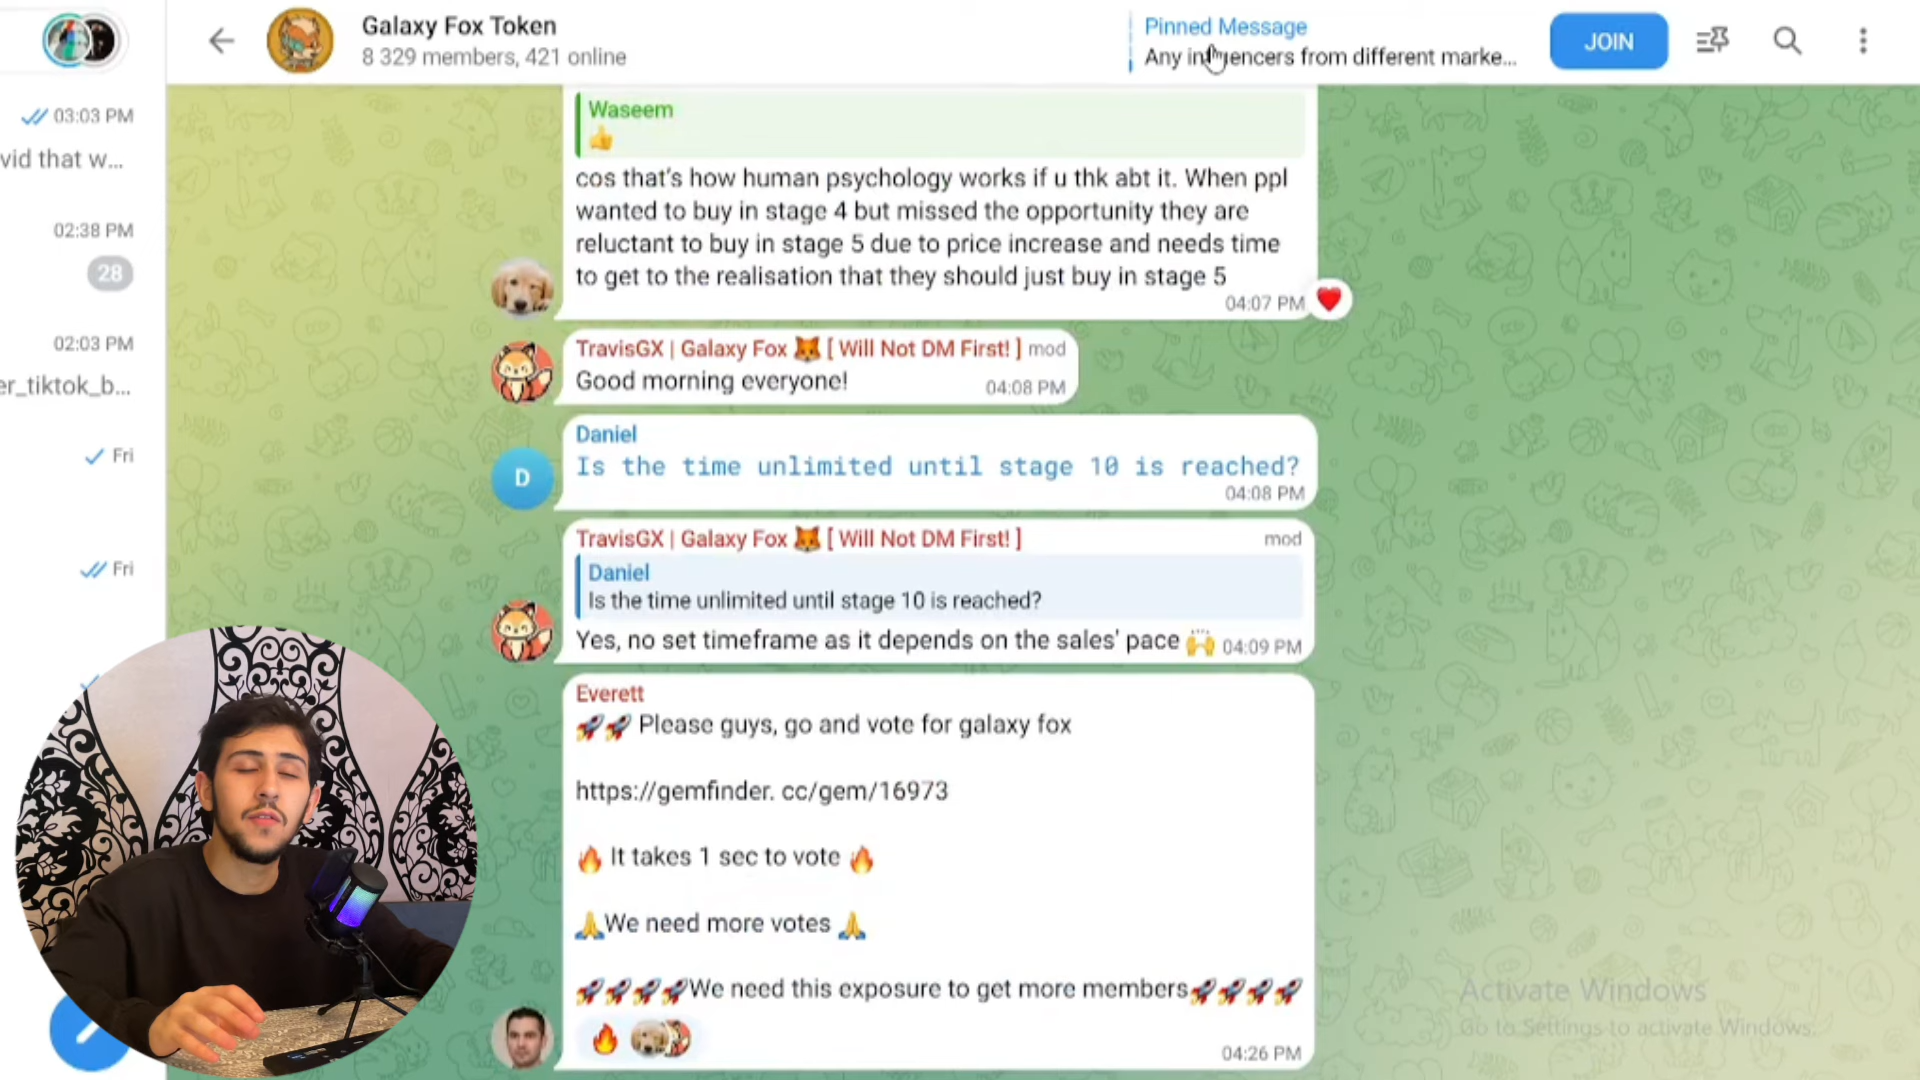 Galaxy Fox Token
8 329 members, 421 online
Pinned Message
Any influencers from different marke...
JOIN
03:03 PM
vid that w...
02:38 PM
28
02:03 PM
er_tiktok_b...
Fri
Fri
Waseem
👍
cos that's how human psychology works if u thk abt it. When ppl
wanted to buy in stage 4 but missed the opportunity they are
reluctant to buy in stage 5 due to price increase and needs time
to get to the realisation that they should just buy in stage 5
04:07 PM
TravisGX | Galaxy Fox 🦊 [ Will Not DM First! ] mod
Good morning everyone!
04:08 PM
Daniel
D
Is the time unlimited until stage 10 is reached?
04:08 PM
TravisGX | Galaxy Fox 🦊 [ Will Not DM First! ] mod
Daniel
Is the time unlimited until stage 10 is reached?
Yes, no set timeframe as it depends on the sales' pace 🙌 04:09 PM
Everett
🚀🚀 Please guys, go and vote for galaxy fox
https://gemfinder. cc/gem/16973
🔥 It takes 1 sec to vote 🔥
🙏We need more votes 🙏
🚀🚀🚀🚀We need this exposure to get more members🚀🚀🚀🚀
04:26 PM
Activate Windows
Go to Settings to activate Windows.